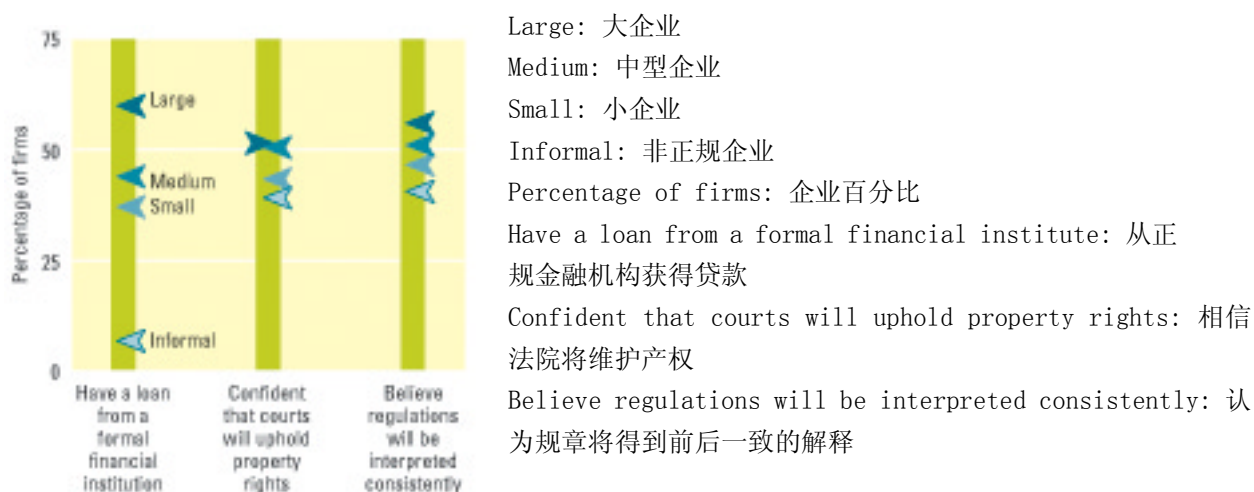 75
50
25
0
Percentage of firms
Large
Medium
Small
Informal
Have a loan
from a
formal
financial
institution
Confident
that courts
will uphold
property
rights
Believe
regulations
will be
interpreted
consistently
Large: 大企业
Medium: 中型企业
Small: 小企业
Informal: 非正规企业
Percentage of firms: 企业百分比
Have a loan from a formal financial institute: 从正
规金融机构获得贷款
Confident that courts will uphold property rights: 相信
法院将维护产权
Believe regulations will be interpreted consistently: 认
为规章将得到前后一致的解释